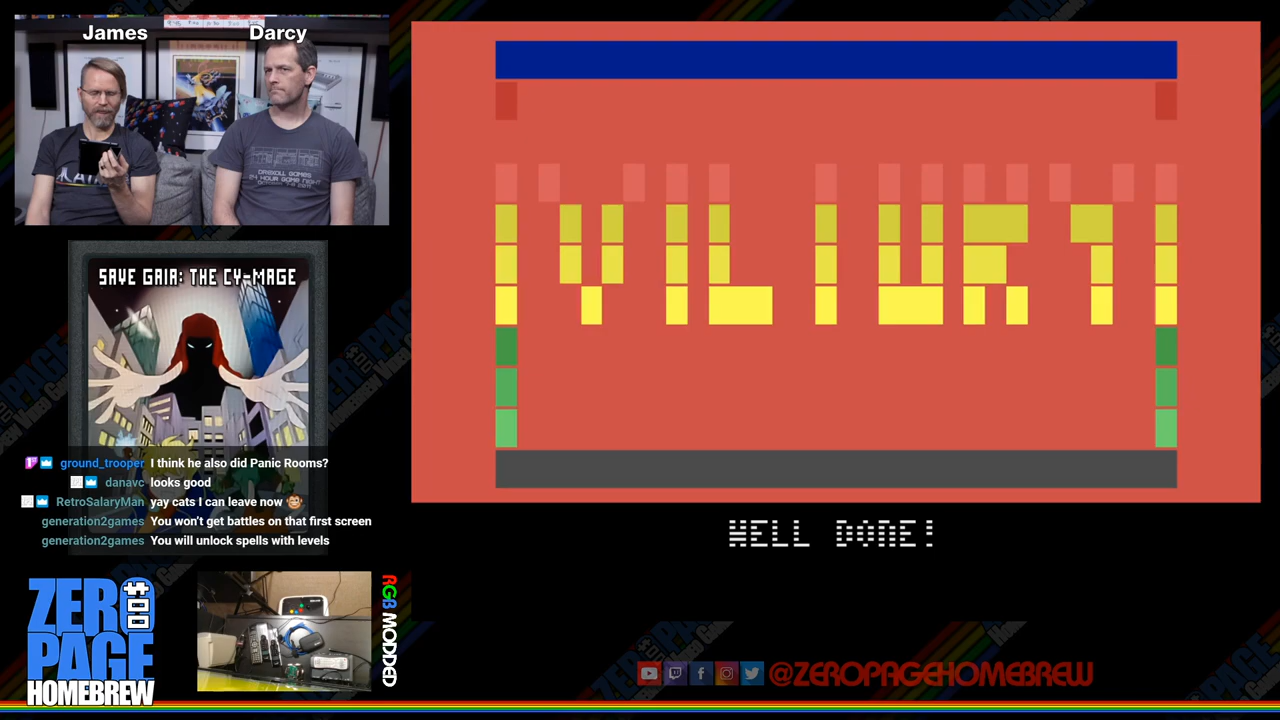 James
Darcy
SAVE GAIA: THE CY-MAGE
ground_trooper I think he also did Panic Rooms?
danavc looks good
RetroSalaryMan yay cats I can leave now
generation2games You won't get battles on that first screen
generation2games You will unlock spells with levels
WELL DONE!
ZERO
PAGE
HOMEBREW
RGB MODDED
@ZEROPAGEHOMEBREW